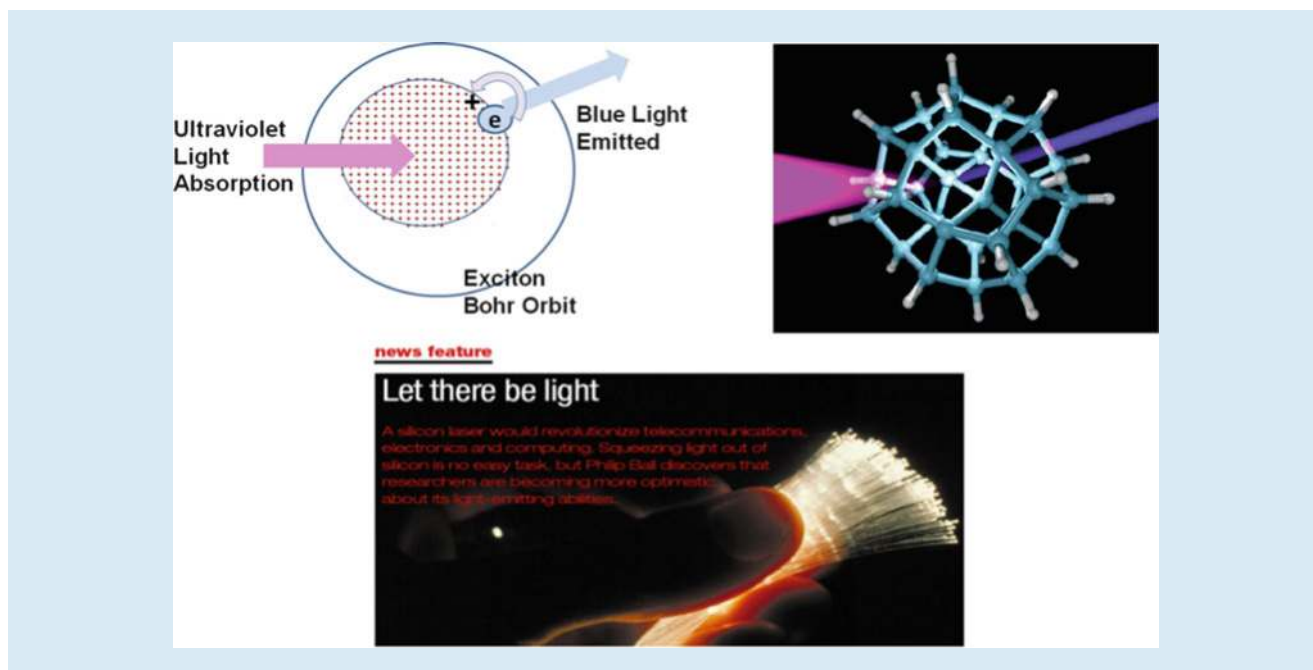 Ultraviolet
Light
Absorption
+
e
Blue Light
Emitted
Exciton
Bohr Orbit
news feature
Let there be light
A silicon laser would revolutionize telecommunications,
electronics and computing. Squeezing light out of
silicon is no easy task, but Philip Ball discovers that
researchers are becoming more optimistic
about its light-emitting abilities.